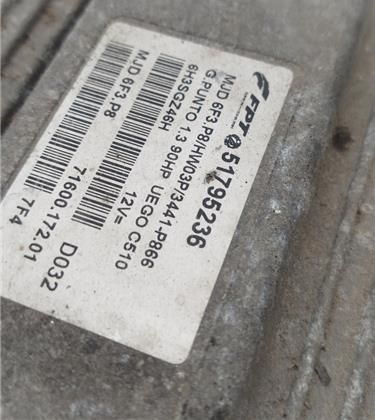 FPT 51795236
MJD 6F3.P8/HW03P/3441-P866
G.PUNTO 1.3 90HP UEGO C510
6H3SGZ46H 12V=
71600.172.01 D032
MJD 6F3.P8 7F4